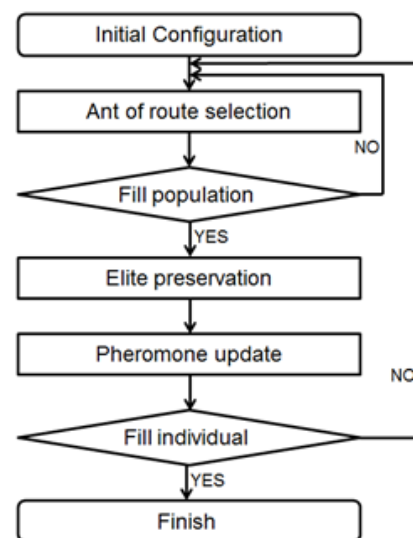 Initial Configuration
Ant of route selection
NO
Fill population
YES
Elite preservation
Pheromone update
NO
Fill individual
YES
Finish